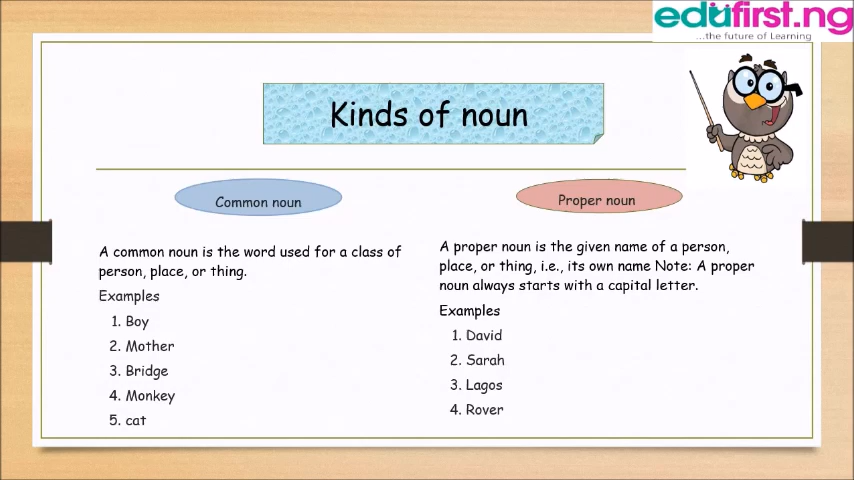 edufirst.ng
...the future of Learning
Kinds of noun
Common noun
A common noun is the word used for a class of
person, place, or thing.
Examples
1. Boy
2. Mother
3. Bridge
4. Monkey
5. cat
Proper noun
A proper noun is the given name of a person,
place, or thing, i.e., its own name Note: A proper
noun always starts with a capital letter.
Examples
1. David
2. Sarah
3. Lagos
4. Rover